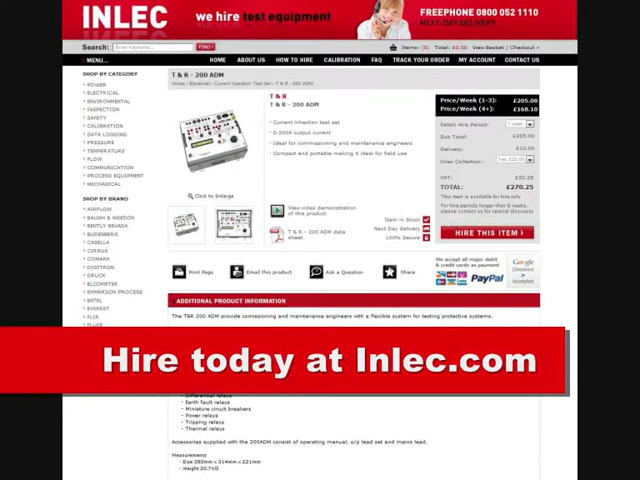 INLEC
we hire test equipment
FREEPHONE 0800 052 1110
NEXT-DAY DELIVERY
Search: Enter Keywords... FIND>
Items: (0) Total: £0.00 View Basket | Checkout »
MENU...
HOME ABOUT US HOW TO HIRE CALIBRATION FAQ TRACK YOUR ORDER MY ACCOUNT CONTACT US
SHOP BY CATEGORY
POWER
ELECTRICAL
ENVIRONMENTAL
INSPECTION
SAFETY
CALIBRATION
DATA LOGGING
PRESSURE
TEMPERATURE
FLOW
COMMUNICATION
PROCESS EQUIPMENT
MECHANICAL
SHOP BY BRAND
AIRFLOW
BAUGH & WEEDON
BENTLY NEVADA
BUDENBERG
CASELLA
CIRRUS
COMARK
DIGITRON
DRUCK
ELCOMETER
EMMERSON PROCESS
ENTEL
EVEREST
FLIR
FLUKE
T & R - 200 ADM
Home › Electrical › Current Injection Test Set › T & R - 200 ADM
Click to Enlarge
T & R
T & R - 200 ADM
Current injection test set
0-200A output current
Ideal for commissioning and maintenance engineers
Compact and portable making it ideal for field use
View video demonstration
of this product
T & R - 200 ADM data
sheet
Item in Stock
Next Day Delivery
100% Secure
Price/Week (1-3): £205.00
Price/Week (4+): £168.10
Select Hire Period: 1 week
Sub Total: £205.00
Delivery: £10.00
Inlec Collection: Yes, £10.00
VAT: £32.25
TOTAL: £270.25
This item is available for hire only
For hire periods longer than 8 weeks,
please contact us for special discounts
HIRE THIS ITEM
Print Page
Email this product
Ask a Question
Share
We accept all major debit
& credit cards as payment
PayPal
Google
Checkout
Accepted
ADDITIONAL PRODUCT INFORMATION
The T&R 200 ADM provide comissioning and maintenance engineers with a flexible system for testing protective systems.
Hire today at Inlec.com
Differential relays
Earth fault relays
Miniature circuit breakers
Power relays
Tripping relays
Thermal relays
Accessories supplied with the 200ADM consist of operating manual, o/p lead set and mains lead.
Measurements
Size 380mm x 314mm x 221mm
Weight 20.7KG